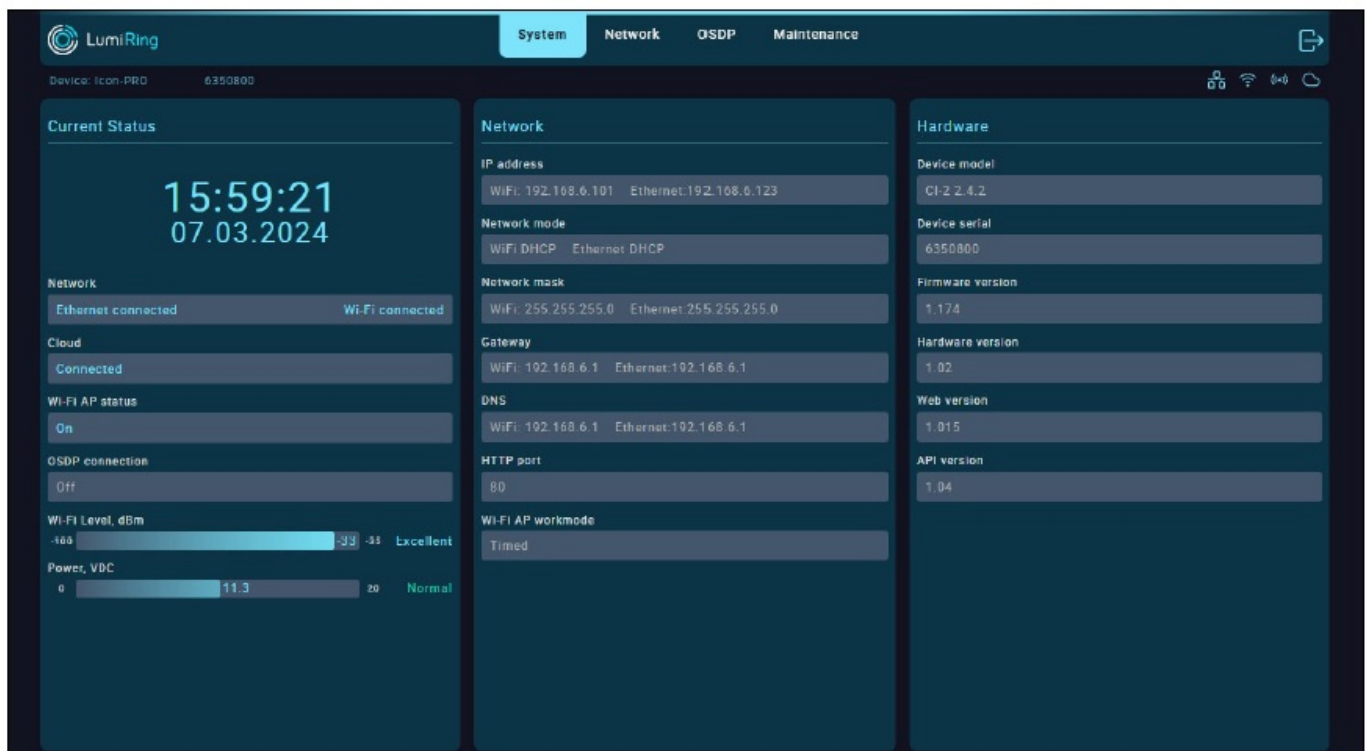 LumiRing
System Network OSDP Maintenance
Device: Icon-PRO 6350800
Current Status
15:59:21
07.03.2024
Network
Ethernet connected Wi-Fi connected
Cloud
Connected
Wi-Fi AP status
On
OSDP connection
Off
Wi-Fi Level, dBm
-33 Excellent
Power, VDC
0 11.3 20 Normal
Network
IP address
WiFi: 192.168.6.101 Ethernet:192.168.6.123
Network mode
WiFi DHCP Ethernet DHCP
Network mask
WiFi: 255.255.255.0 Ethernet:255.255.255.0
Gateway
WiFi: 192.168.6.1 Ethernet:192.168.6.1
DNS
WiFi: 192.168.6.1 Ethernet:192.168.6.1
HTTP port
80
Wi-Fi AP workmode
Timed
Hardware
Device model
CI-2 2.4.2
Device serial
6350800
Firmware version
1.174
Hardware version
1.02
Web version
1.015
API version
1.04